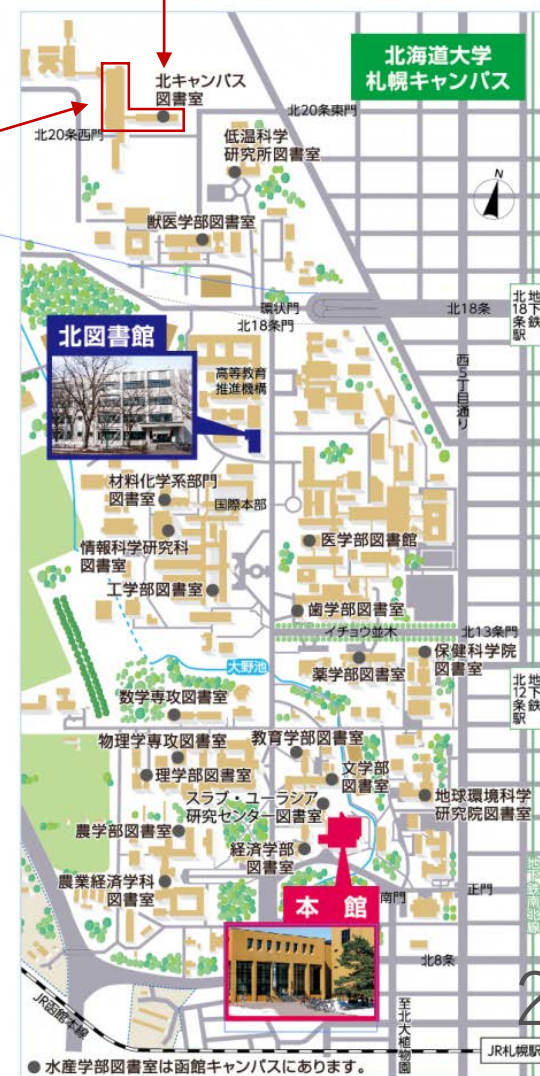 北海道大学
札幌キャンパス
北キャンパス
図書室
北20条東門
北20条西門
低温科学
研究所図書室
N
獣医学部図書室
環状門
北18条
地下鉄
北18条駅
北18条門
北図書館
高等教育
推進機構
西5丁目通り
材料化学系部門
図書室
国際本部
情報科学研究科
図書室
医学部図書館
工学部図書室
歯学部図書室
イチョウ並木
北13条門
保健科学院
図書室
薬学部図書室
大野池
地下鉄
北12条駅
数学専攻図書室
物理学専攻図書室
教育学部図書室
理学部図書室
文学部
図書室
スラブ・ユーラシア
研究センター図書室
地球環境科学
研究院図書室
農学部図書室
経済学部
図書室
農業経済学科
図書室
地下鉄南北線
本館
南門
正門
北8条
2
JR函館本線
至北大植物園
JR札幌駅
● 水産学部図書室は函館キャンパスにあります。